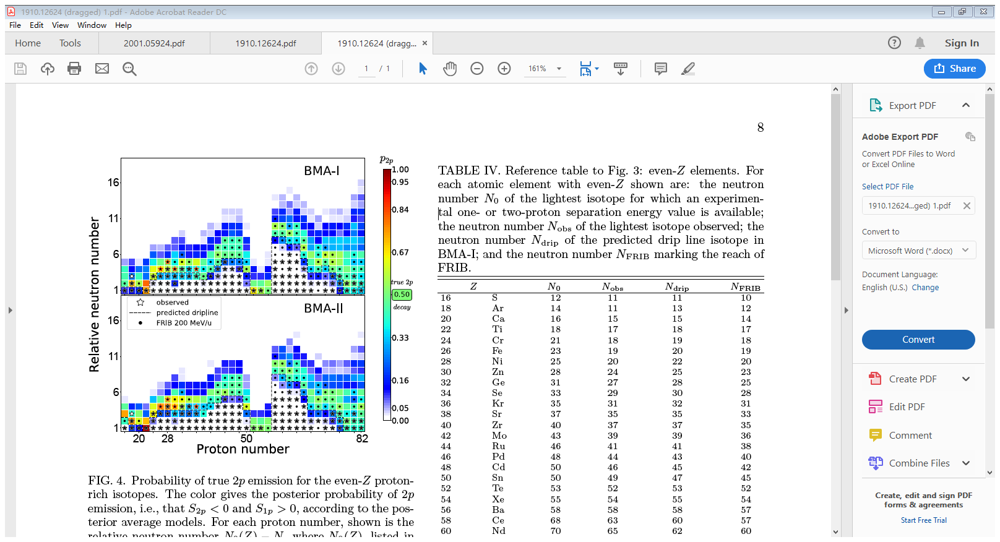 1910.12624 (dragged) 1.pdf - Adobe Acrobat Reader DC
File Edit View Window Help
Home Tools 2001.05924.pdf 1910.12624.pdf 1910.12624 (dragg... × Sign In
1 / 1 161% Share
8
BMA-I
16
11
6
1
BMA-II
observed
predicted dripline
FRIB 200 MeV/u
16
11
6
1
20 28 50 82
Proton number
Relative neutron number
p2p
1.00
0.95
0.84
0.67
true 2p
0.50
decay
0.33
0.16
0.05
0.00
FIG. 4. Probability of true 2p emission for the even-Z proton-
rich isotopes. The color gives the posterior probability of 2p
emission, i.e., that S2p < 0 and S1p > 0, according to the pos-
terior average models. For each proton number, shown is the
relative neutron number N0(Z) − N, where N0(Z), listed in
TABLE IV. Reference table to Fig. 3: even-Z elements. For
each atomic element with even-Z shown are: the neutron
number N0 of the lightest isotope for which an experimen-
tal one- or two-proton separation energy value is available;
the neutron number Nobs of the lightest isotope observed; the
neutron number Ndrip of the predicted drip line isotope in
BMA-I; and the neutron number NFRIB marking the reach of
FRIB.
Z N0 Nobs Ndrip NFRIB
16 S 12 11 11 10
18 Ar 14 11 13 12
20 Ca 16 15 15 14
22 Ti 18 17 18 17
24 Cr 21 18 19 18
26 Fe 23 19 20 19
28 Ni 25 20 22 20
30 Zn 28 24 25 23
32 Ge 31 27 28 25
34 Se 33 29 30 28
36 Kr 35 31 32 31
38 Sr 37 35 35 33
40 Zr 40 37 37 35
42 Mo 43 39 39 36
44 Ru 46 41 41 38
46 Pd 48 44 43 40
48 Cd 50 46 45 42
50 Sn 50 49 47 45
52 Te 53 52 53 52
54 Xe 55 54 55 54
56 Ba 58 58 58 57
58 Ce 68 63 60 57
60 Nd 70 65 62 60
Export PDF
Adobe Export PDF
Convert PDF Files to Word
or Excel Online
Select PDF File
1910.12624...ged) 1.pdf
Convert to
Microsoft Word (*.docx)
Document Language:
English (U.S.) Change
Convert
Create PDF
Edit PDF
Comment
Combine Files
Create, edit and sign PDF
forms & agreements
Start Free Trial